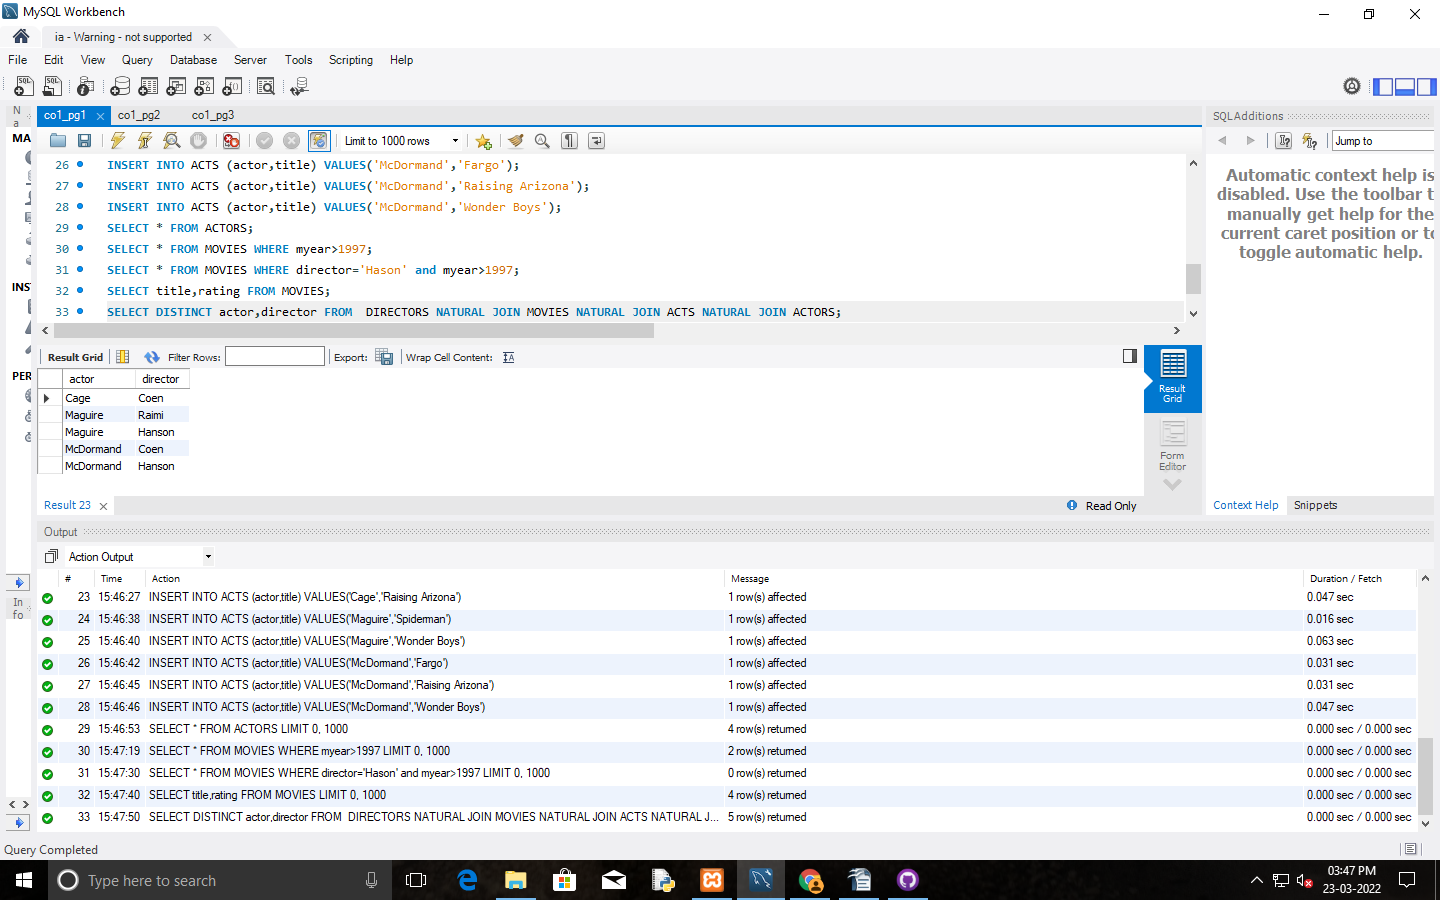 MySQL Workbench
ia - Warning - not supported
File Edit View Query Database Server Tools Scripting Help
N
a
MA
INS
PER
In
fo
co1_pg1 co1_pg2 co1_pg3
Limit to 1000 rows
26 INSERT INTO ACTS (actor,title) VALUES('McDormand','Fargo');
27 INSERT INTO ACTS (actor,title) VALUES('McDormand','Raising Arizona');
28 INSERT INTO ACTS (actor,title) VALUES('McDormand','Wonder Boys');
29 SELECT * FROM ACTORS;
30 SELECT * FROM MOVIES WHERE myear>1997;
31 SELECT * FROM MOVIES WHERE director='Hason' and myear>1997;
32 SELECT title,rating FROM MOVIES;
33 SELECT DISTINCT actor,director FROM  DIRECTORS NATURAL JOIN MOVIES NATURAL JOIN ACTS NATURAL JOIN ACTORS;
Result Grid Filter Rows: Export: Wrap Cell Content:
actor director
Cage Coen
Maguire Raimi
Maguire Hanson
McDormand Coen
McDormand Hanson
Result
Grid
Form
Editor
Result 23 Read Only
SQLAdditions
Jump to
Automatic context help is
disabled. Use the toolbar t
manually get help for the
current caret position or to
toggle automatic help.
Context Help Snippets
Output
Action Output
# Time Action Message Duration / Fetch
23 15:46:27 INSERT INTO ACTS (actor,title) VALUES('Cage','Raising Arizona') 1 row(s) affected 0.047 sec
24 15:46:38 INSERT INTO ACTS (actor,title) VALUES('Maguire','Spiderman') 1 row(s) affected 0.016 sec
25 15:46:40 INSERT INTO ACTS (actor,title) VALUES('Maguire','Wonder Boys') 1 row(s) affected 0.063 sec
26 15:46:42 INSERT INTO ACTS (actor,title) VALUES('McDormand','Fargo') 1 row(s) affected 0.031 sec
27 15:46:45 INSERT INTO ACTS (actor,title) VALUES('McDormand','Raising Arizona') 1 row(s) affected 0.031 sec
28 15:46:46 INSERT INTO ACTS (actor,title) VALUES('McDormand','Wonder Boys') 1 row(s) affected 0.047 sec
29 15:46:53 SELECT * FROM ACTORS LIMIT 0, 1000 4 row(s) returned 0.000 sec / 0.000 sec
30 15:47:19 SELECT * FROM MOVIES WHERE myear>1997 LIMIT 0, 1000 2 row(s) returned 0.000 sec / 0.000 sec
31 15:47:30 SELECT * FROM MOVIES WHERE director='Hason' and myear>1997 LIMIT 0, 1000 0 row(s) returned 0.000 sec / 0.000 sec
32 15:47:40 SELECT title,rating FROM MOVIES LIMIT 0, 1000 4 row(s) returned 0.000 sec / 0.000 sec
33 15:47:50 SELECT DISTINCT actor,director FROM  DIRECTORS NATURAL JOIN MOVIES NATURAL JOIN ACTS NATURAL J... 5 row(s) returned 0.000 sec / 0.000 sec
Query Completed
Type here to search
03:47 PM
23-03-2022